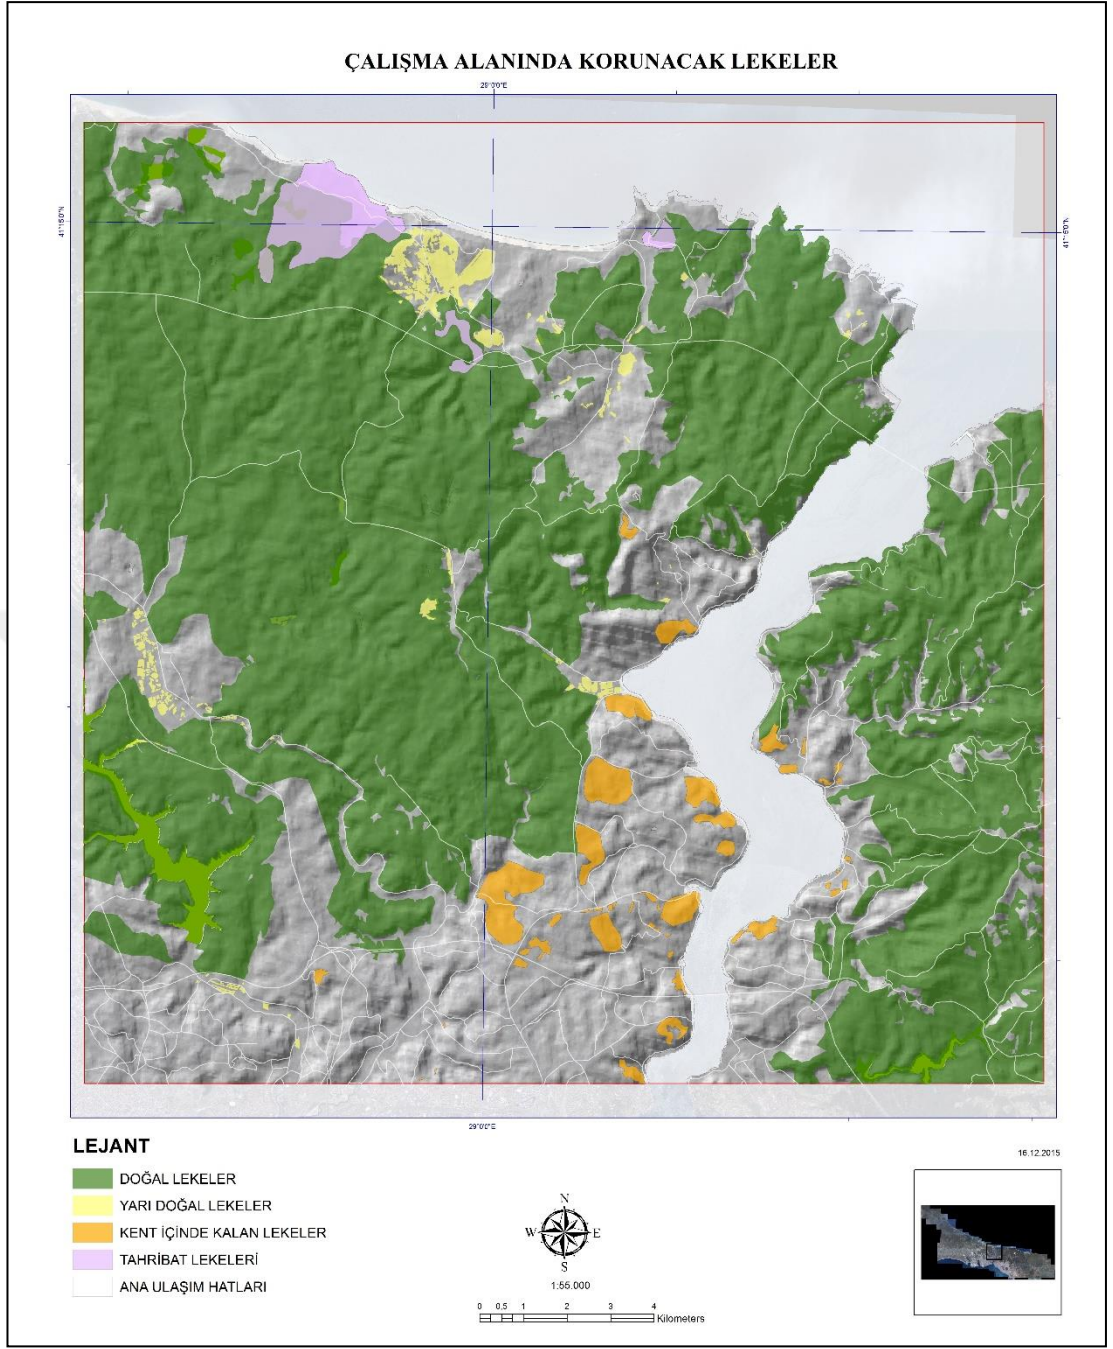 ÇALIŞMA ALANINDA KORUNACAK LEKELER
29°0'0"E
41°15'0"N
41°15'0"N
29°0'0"E
LEJANT
DOĞAL LEKELER
YARI DOĞAL LEKELER
KENT İÇİNDE KALAN LEKELER
TAHRİBAT LEKELERİ
ANA ULAŞIM HATLARI
16.12.2015
N
W E
S
1:55.000
0 0,5 1 2 3 4
Kilometers